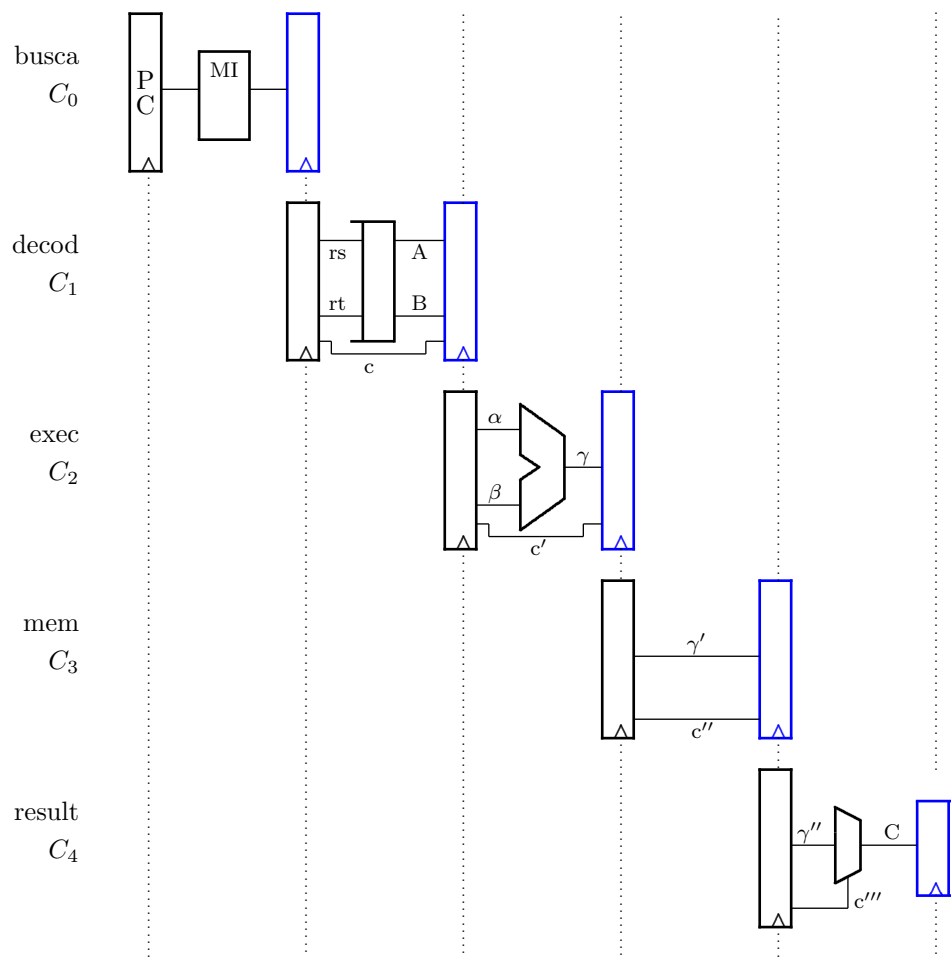 busca
C₀
P
C
MI
decod
C₁
rs
A
rt
B
c
exec
C₂
α
γ
β
c′
mem
C₃
γ′
c″
result
C₄
γ″
C
c‴